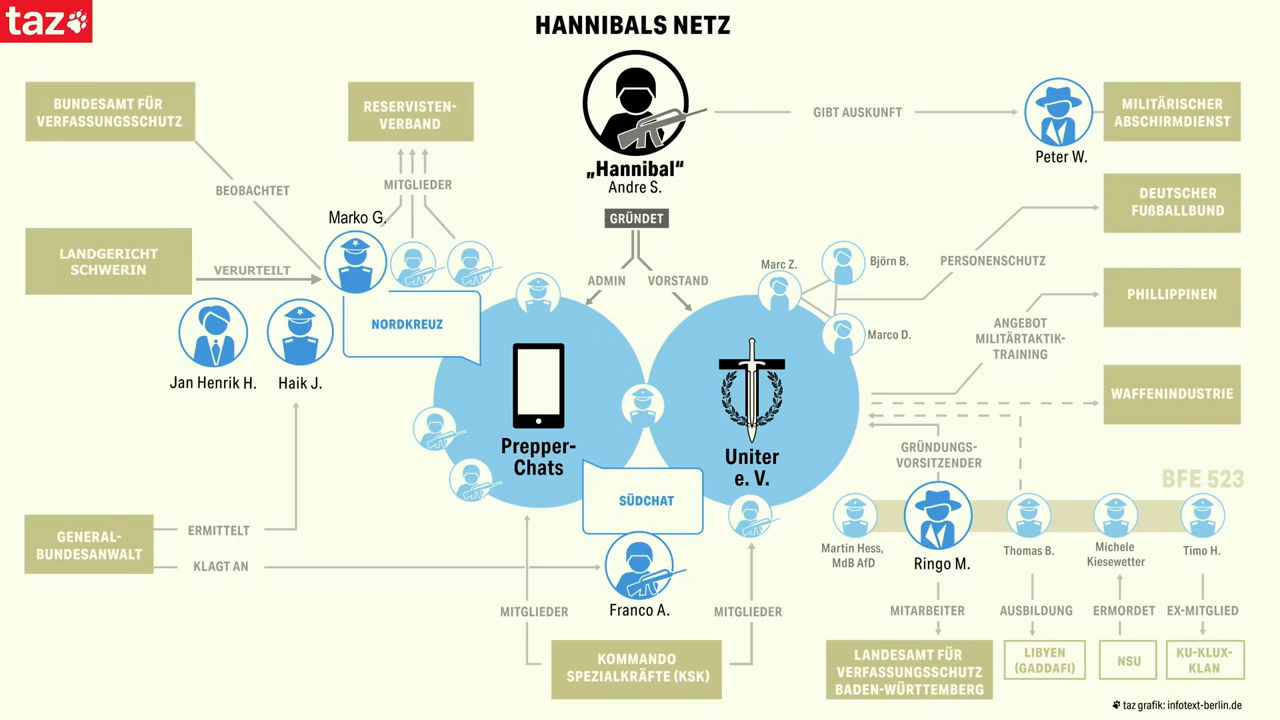 taz
HANNIBALS NETZ
BUNDESAMT FÜR
VERFASSUNGSSCHUTZ
RESERVISTEN-
VERBAND
GIBT AUSKUNFT
MILITÄRISCHER
ABSCHIRMDIENST
Peter W.
„Hannibal“
Andre S.
BEOBACHTET
MITGLIEDER
DEUTSCHER
FUßBALLBUND
Marko G.
GRÜNDET
LANDGERICHT
SCHWERIN
VERURTEILT
ADMIN
VORSTAND
Marc Z.
Björn B.
PERSONENSCHUTZ
PHILLIPPINEN
NORDKREUZ
Marco D.
ANGEBOT
MILITÄRTAKTIK-
TRAINING
Jan Henrik H.
Haik J.
WAFFENINDUSTRIE
Prepper-
Chats
Uniter
e. V.
GRÜNDUNGS-
VORSITZENDER
BFE 523
SÜDCHAT
GENERAL-
BUNDESANWALT
ERMITTELT
KLAGT AN
Martin Hess,
MdB AfD
Ringo M.
Thomas B.
Michele
Kiesewetter
Timo H.
Franco A.
MITGLIEDER
MITGLIEDER
MITARBEITER
AUSBILDUNG
ERMORDET
EX-MITGLIED
KOMMANDO
SPEZIALKRÄFTE (KSK)
LANDESAMT FÜR
VERFASSUNGSSCHUTZ
BADEN-WÜRTTEMBERG
LIBYEN
(GADDAFI)
NSU
KU-KLUX-
KLAN
taz grafik: infotext-berlin.de